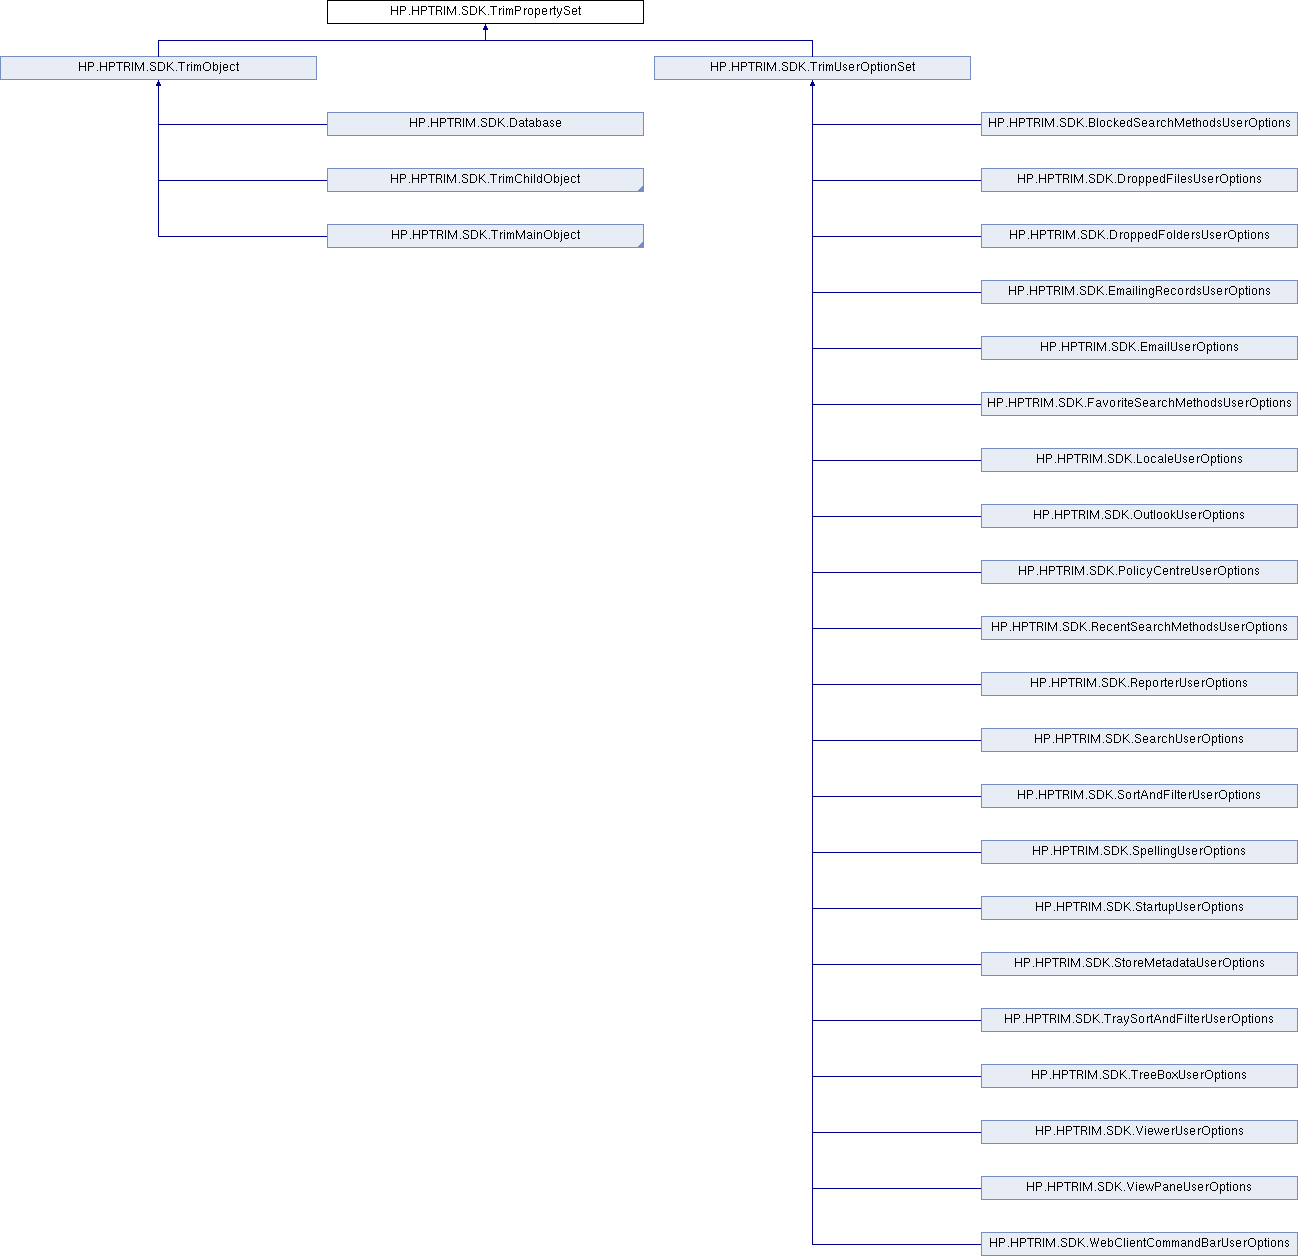 HP.HPTRIM.SDK.TrimPropertySet
HP.HPTRIM.SDK.TrimObject
HP.HPTRIM.SDK.TrimUserOptionSet
HP.HPTRIM.SDK.Database
HP.HPTRIM.SDK.BlockedSearchMethodsUserOptions
HP.HPTRIM.SDK.TrimChildObject
HP.HPTRIM.SDK.DroppedFilesUserOptions
HP.HPTRIM.SDK.TrimMainObject
HP.HPTRIM.SDK.DroppedFoldersUserOptions
HP.HPTRIM.SDK.EmailingRecordsUserOptions
HP.HPTRIM.SDK.EmailUserOptions
HP.HPTRIM.SDK.FavoriteSearchMethodsUserOptions
HP.HPTRIM.SDK.LocaleUserOptions
HP.HPTRIM.SDK.OutlookUserOptions
HP.HPTRIM.SDK.PolicyCentreUserOptions
HP.HPTRIM.SDK.RecentSearchMethodsUserOptions
HP.HPTRIM.SDK.ReporterUserOptions
HP.HPTRIM.SDK.SearchUserOptions
HP.HPTRIM.SDK.SortAndFilterUserOptions
HP.HPTRIM.SDK.SpellingUserOptions
HP.HPTRIM.SDK.StartupUserOptions
HP.HPTRIM.SDK.StoreMetadataUserOptions
HP.HPTRIM.SDK.TraySortAndFilterUserOptions
HP.HPTRIM.SDK.TreeBoxUserOptions
HP.HPTRIM.SDK.ViewerUserOptions
HP.HPTRIM.SDK.ViewPaneUserOptions
HP.HPTRIM.SDK.WebClientCommandBarUserOptions